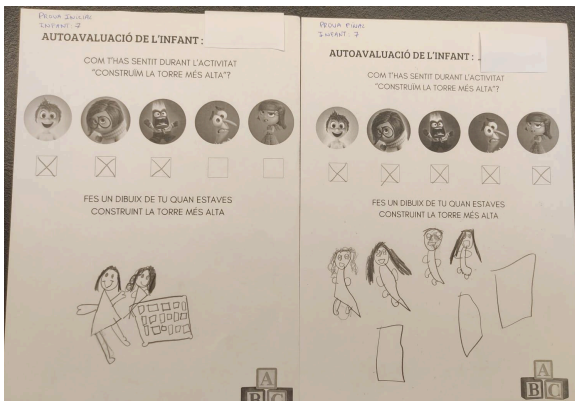 PROVA INICIAL
INFANT: 7
AUTOAVALUACIÓ DE L'INFANT:
COM T'HAS SENTIT DURANT L'ACTIVITAT
"CONSTRUÏM LA TORRE MÉS ALTA"?
FES UN DIBUIX DE TU QUAN ESTAVES
CONSTRUINT LA TORRE MÉS ALTA
A
B C
PROVA FINAL
INFANT: 7
AUTOAVALUACIÓ DE L'INFANT:
COM T'HAS SENTIT DURANT L'ACTIVITAT
"CONSTRUÏM LA TORRE MÉS ALTA"?
FES UN DIBUIX DE TU QUAN ESTAVES
CONSTRUINT LA TORRE MÉS ALTA
A
B C